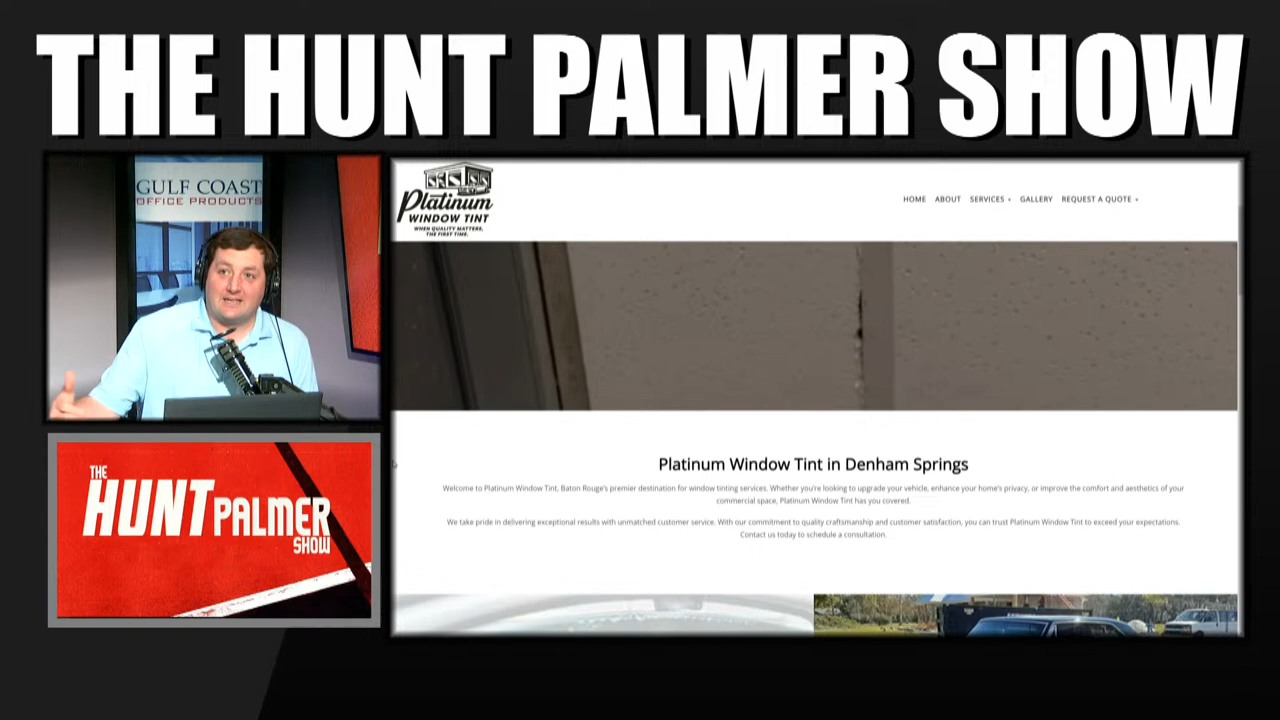 THE HUNT PALMER SHOW
GULF COAST
OFFICE PRODUCTS
Platinum
WINDOW TINT
WHEN QUALITY MATTERS,
THE FIRST TIME.
HOME ABOUT SERVICES GALLERY REQUEST A QUOTE
Platinum Window Tint in Denham Springs
Welcome to Platinum Window Tint, Baton Rouge's premier destination for window tinting services. Whether you're looking to upgrade your vehicle, enhance your home's privacy, or improve the comfort and aesthetics of your
commercial space, Platinum Window Tint has you covered.
We take pride in delivering exceptional results with unmatched customer service. With our commitment to quality craftsmanship and customer satisfaction, you can trust Platinum Window Tint to exceed your expectations.
Contact us today to schedule a consultation.
THE
HUNT PALMER
SHOW